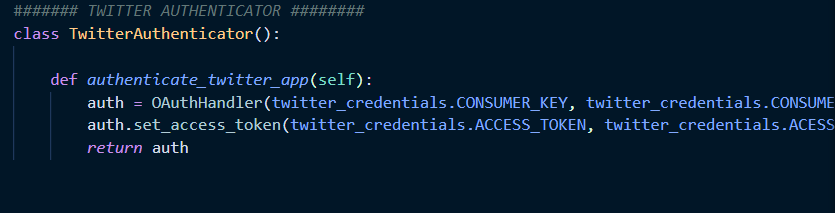 ####### TWITTER AUTHENTICATOR ########
class TwitterAuthenticator():
def authenticate_twitter_app(self):
auth = OAuthHandler(twitter_credentials.CONSUMER_KEY, twitter_credentials.CONSUME
auth.set_access_token(twitter_credentials.ACCESS_TOKEN, twitter_credentials.ACESS
return auth